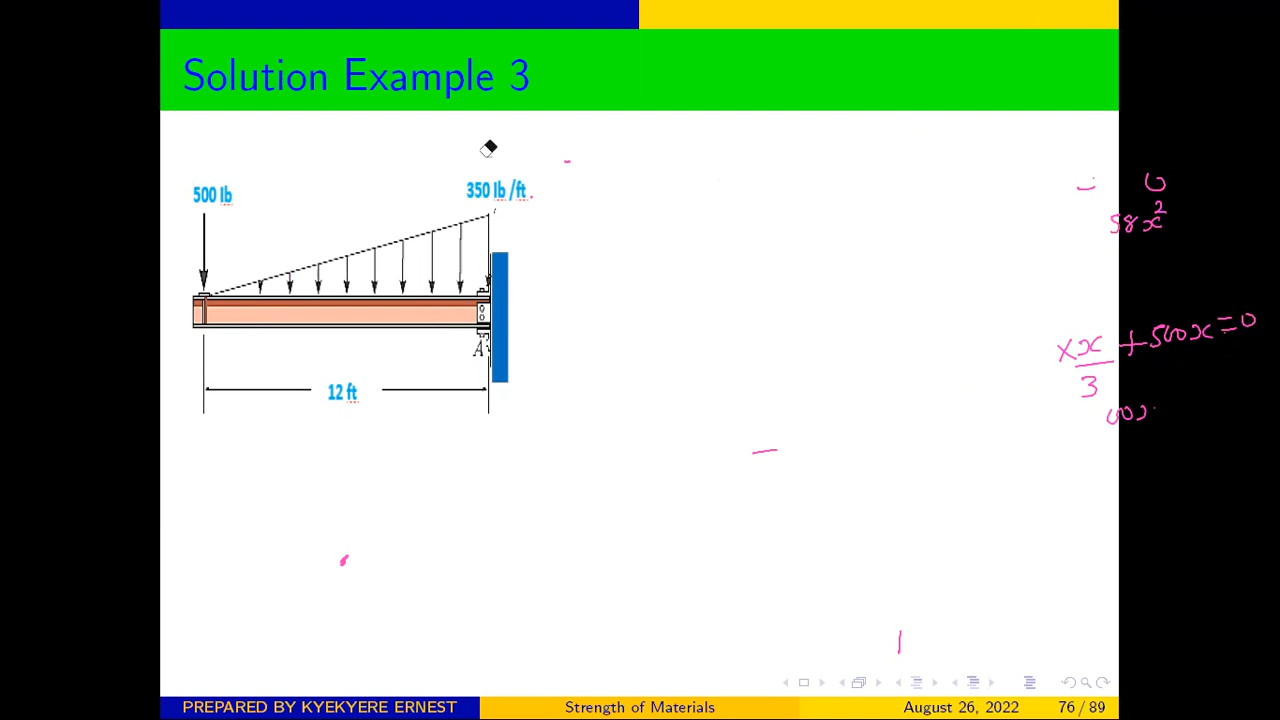 Solution Example 3
500 lb
350 lb /ft
58x²
A
xx/3 + 500x = 0
12 ft
PREPARED BY KYEKYERE ERNEST
Strength of Materials
August 26, 2022
76 / 89